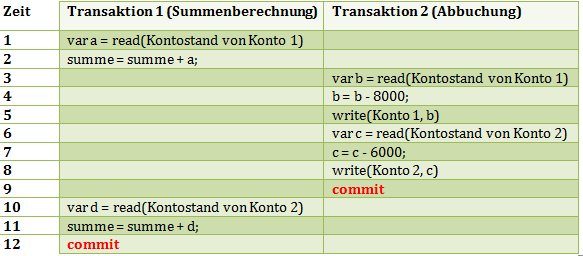 Zeit Transaktion 1 (Summenberechnung) Transaktion 2 (Abbuchung)
1 var a = read(Kontostand von Konto 1)
2 summe = summe + a;
3 var b = read(Kontostand von Konto 1)
4 b = b - 8000;
5 write(Konto 1, b)
6 var c = read(Kontostand von Konto 2)
7 c = c - 6000;
8 write(Konto 2, c)
9 commit
10 var d = read(Kontostand von Konto 2)
11 summe = summe + d;
12 commit